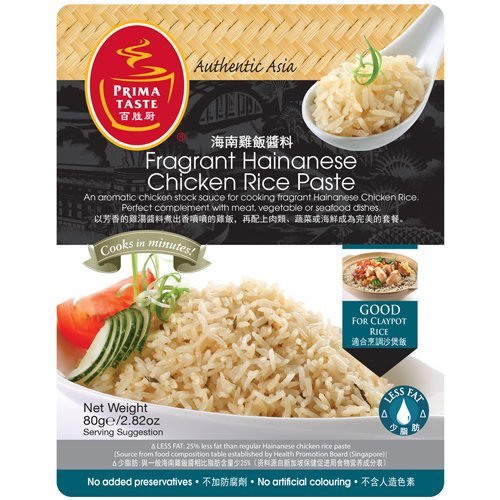 Authentic Asia
PRIMA
TASTE
百胜厨
®
海南雞飯醬料
Fragrant Hainanese
Chicken Rice Paste
An aromatic chicken stock sauce for cooking fragrant Hainanese Chicken Rice.
Perfect complement with meat, vegetable or seafood dishes.
以芳香的雞湯醬料煮出香噴噴的雞飯，再配上肉類、蔬菜或海鮮成為完美的套餐。
Cooks in minutes!
GOOD
FOR CLAYPOT
RICE
適合烹調沙煲飯
LESS FAT
少脂肪
Net Weight
80g℮/2.82oz
Serving Suggestion
Δ LESS FAT: 25% less fat than regular Hainanese chicken rice paste
[Source from food composition table established by Health Promotion Board (Singapore)]
Δ 少脂肪: 與一般海南雞飯醬相比脂肪含量少25%（资料源自新加坡保健促进局食物营养成分表）
No added preservatives • 不加防腐劑 • No artificial colouring • 不含人造色素